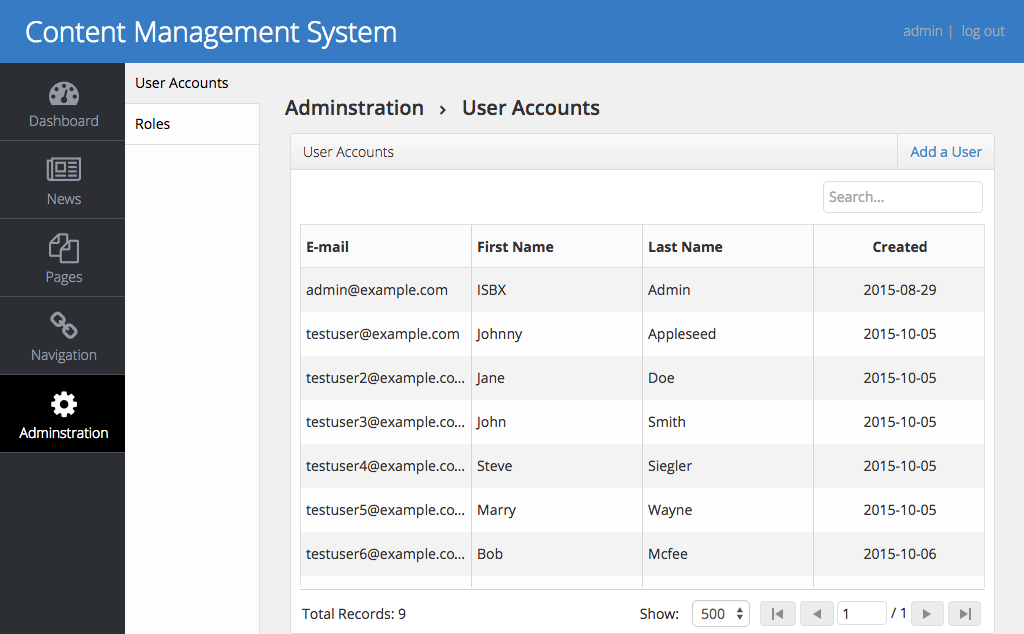 Content Management System
admin | log out
Dashboard
News
Pages
Navigation
Adminstration
User Accounts
Roles
Adminstration › User Accounts
User Accounts
Add a User
Search...
E-mail First Name Last Name Created
admin@example.com ISBX Admin 2015-08-29
testuser@example.com Johnny Appleseed 2015-10-05
testuser2@example.co... Jane Doe 2015-10-05
testuser3@example.co... John Smith 2015-10-05
testuser4@example.co... Steve Siegler 2015-10-05
testuser5@example.co... Marry Wayne 2015-10-05
testuser6@example.co... Bob Mcfee 2015-10-06
Total Records: 9 Show: 500 1 / 1